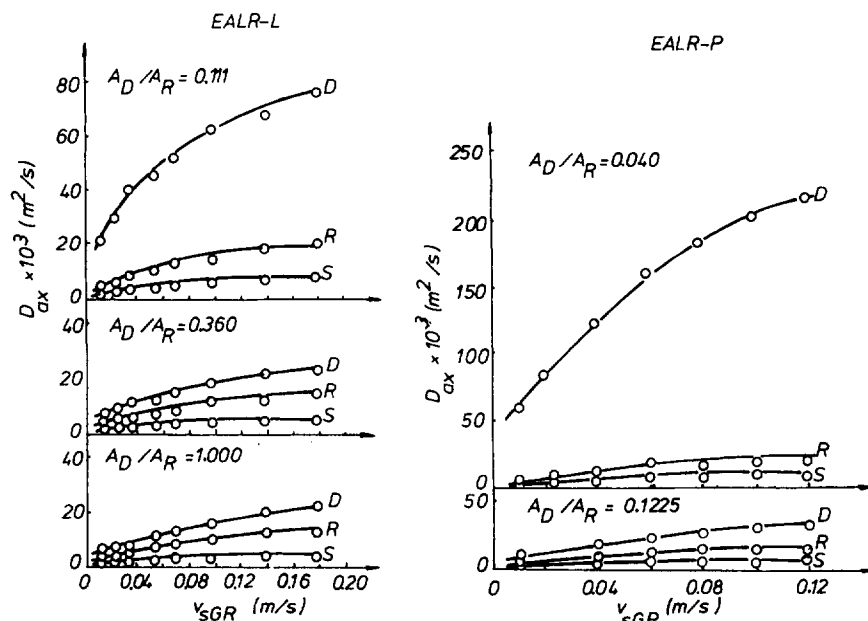 EALR-L
A_D/A_R = 0.111
80
60
40
20
0
D
R
S
D_ax × 10^3 (m^2/s)
A_D/A_R = 0.360
40
20
0
D
R
S
A_D/A_R = 1.000
40
20
0
D
R
S
0 0.04 0.08 0.12 0.16 0.20
v_sGR (m/s)
EALR-P
A_D/A_R = 0.040
250
200
150
100
50
0
D
R
S
D_ax × 10^3 (m^2/s)
A_D/A_R = 0.1225
50
0
D
R
S
0 0.04 0.08 0.12
v_sGR (m/s)